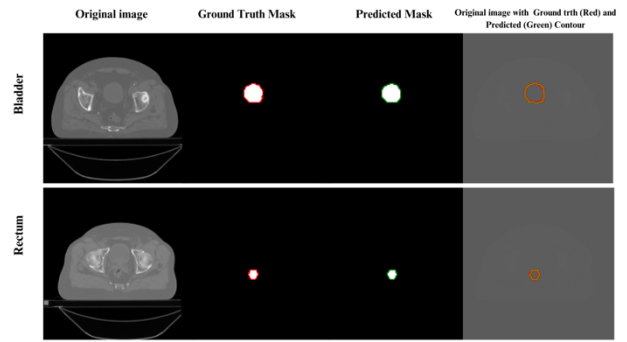 Original image
Ground Truth Mask
Predicted Mask
Original image with Ground trth (Red) and
Predicted (Green) Contour
Bladder
Rectum